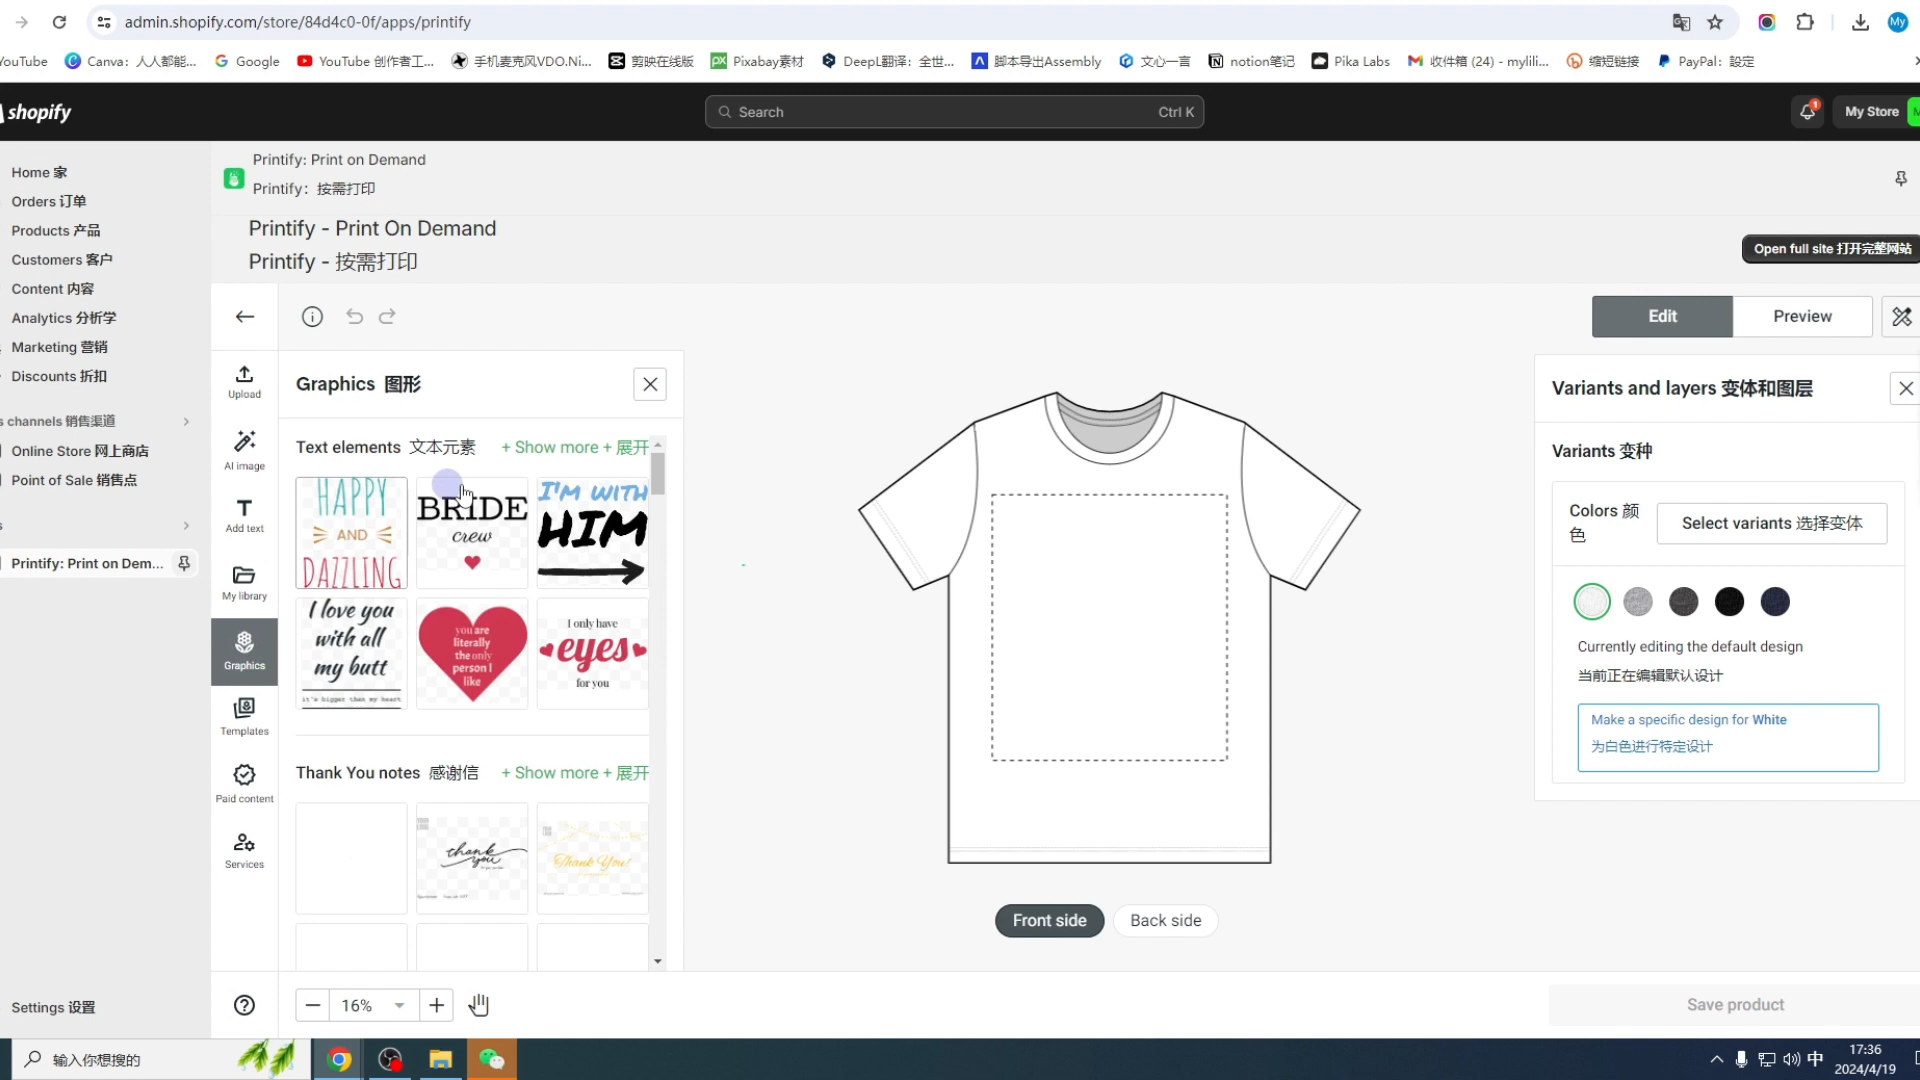 admin.shopify.com/store/84d4c0-0f/apps/printify
My
YouTube
Canva：人人都能...
Google
YouTube 创作者工...
手机麦克风VDO.Ni...
剪映在线版
Pixabay素材
DeepL翻译：全世...
脚本导出Assembly
文心一言
notion笔记
Pika Labs
收件箱 (24) - mylili...
缩短链接
PayPal：設定
shopify
Search
Ctrl K
1
My Store
Printify: Print on Demand
Printify：按需打印
Home 家
Orders 订单
Products 产品
Customers 客户
Content 内容
Analytics 分析学
Marketing 营销
Discounts 折扣
s channels 销售渠道
Online Store 网上商店
Point of Sale 销售点
s
Printify: Print on Dem...
Settings 设置
Printify - Print On Demand
Printify - 按需打印
Open full site 打开完整网站
Edit
Preview
Upload
AI image
Add text
My library
Graphics
Templates
Paid content
Services
Graphics 图形
Text elements 文本元素
+ Show more + 展开
HAPPY
AND
DAZZLING
BRIDE
crew
I'M WITH
HIM
I love you
with all
my butt
it's bigger than my heart
you are
literally
the only
person I
like
I only have
eyes
for you
Thank You notes 感谢信
+ Show more + 展开
thank
you
Thank You!
Front side
Back side
Variants and layers 变体和图层
Variants 变种
Colors 颜
色
Select variants 选择变体
Currently editing the default design
当前正在编辑默认设计
Make a specific design for White
为白色进行特定设计
16%
Save product
输入你想搜的
中
17:36
2024/4/19